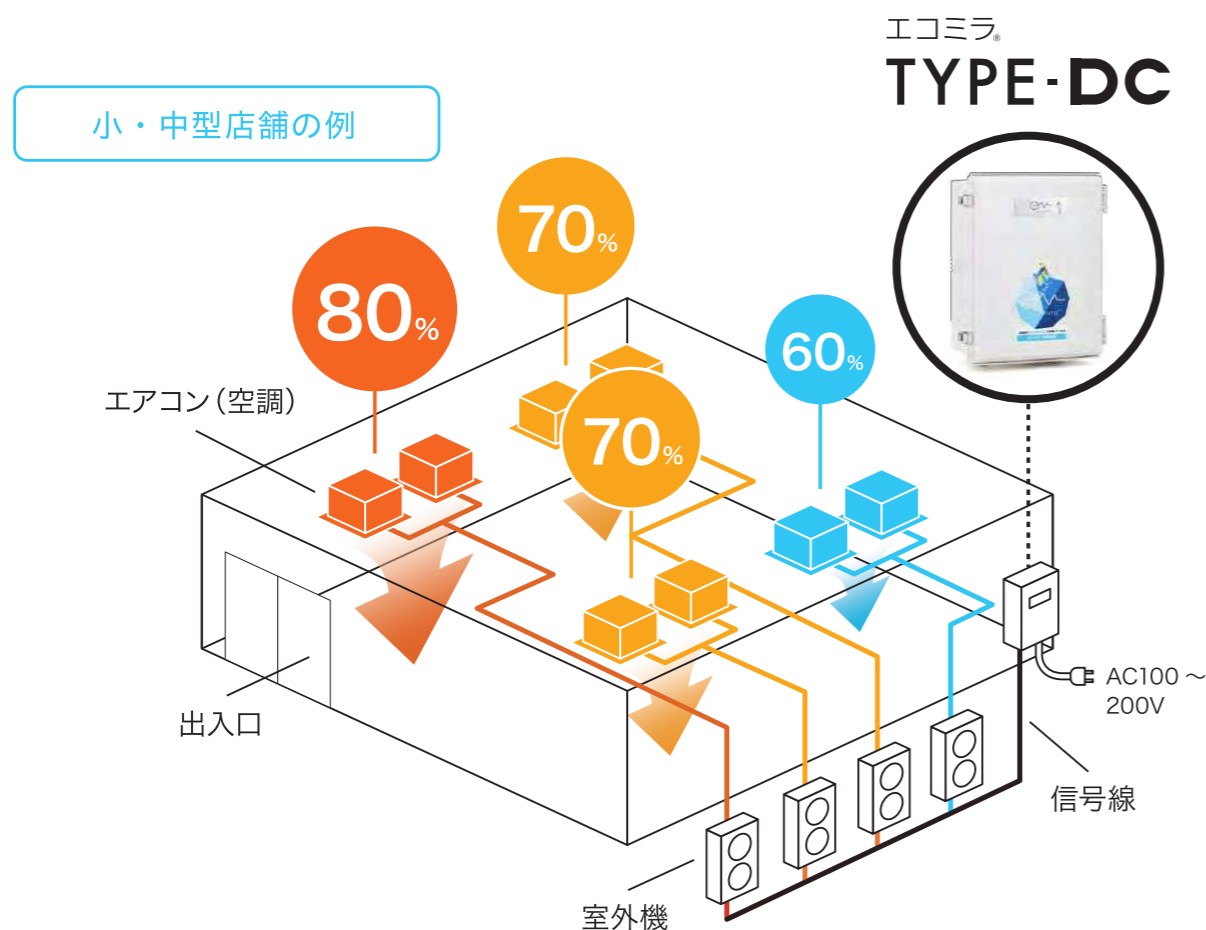 エコミラ®
TYPE-DC
小・中型店舗の例
70%
80%
60%
エアコン（空調）
70%
出入口
AC100～
200V
信号線
室外機